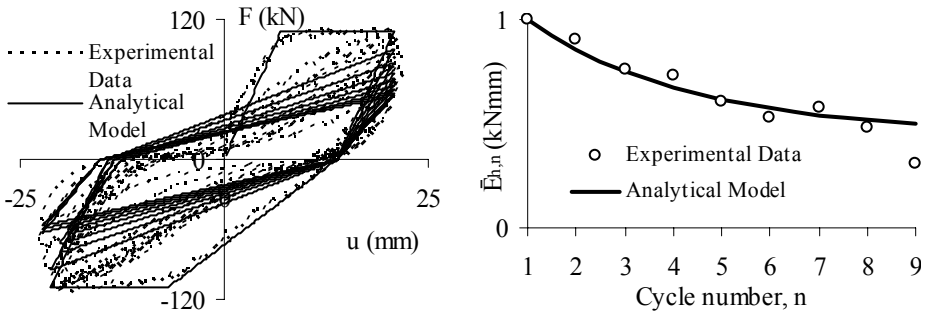 120
F (kN)
Experimental
Data
Analytical
Model
-25
0
0
25
u (mm)
-120
1
Ēh,n (kNmm)
Experimental Data
Analytical Model
0
1 2 3 4 5 6 7 8 9
Cycle number, n